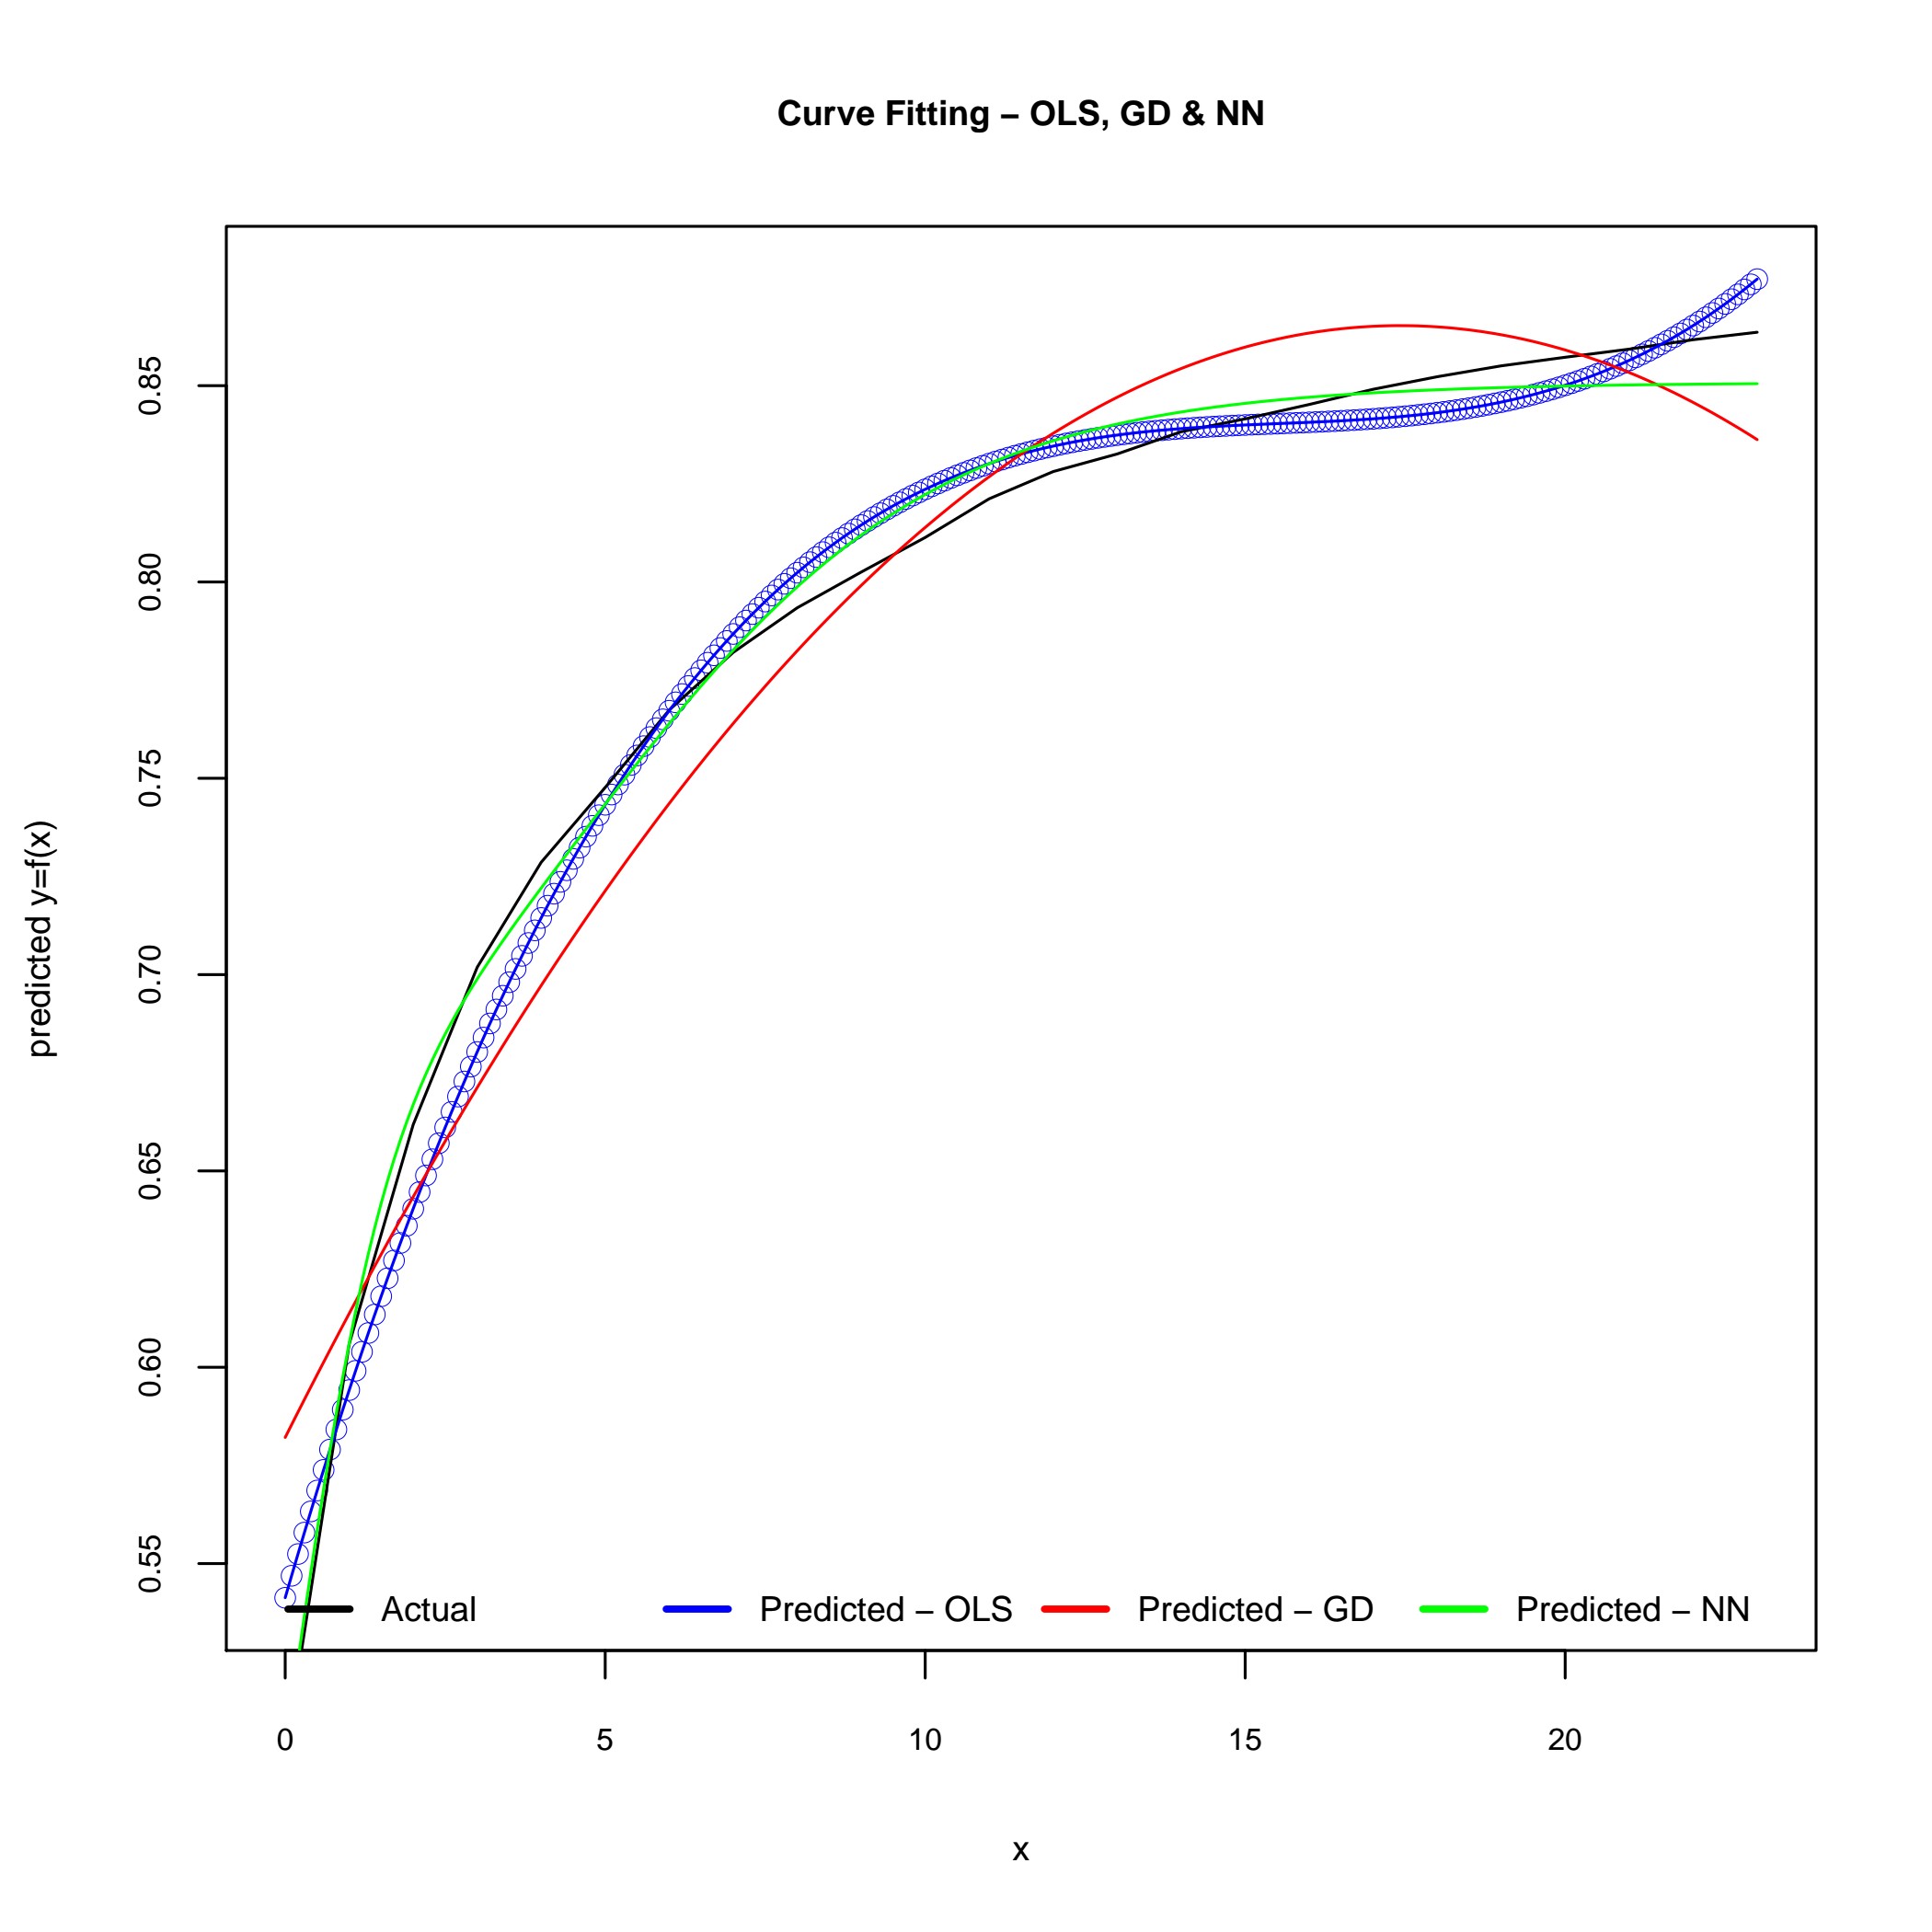 Curve Fitting – OLS, GD & NN
predicted y=f(x)
0.85
0.80
0.75
0.70
0.65
0.60
0.55
Actual Predicted – OLS Predicted – GD Predicted – NN
0 5 10 15 20
x